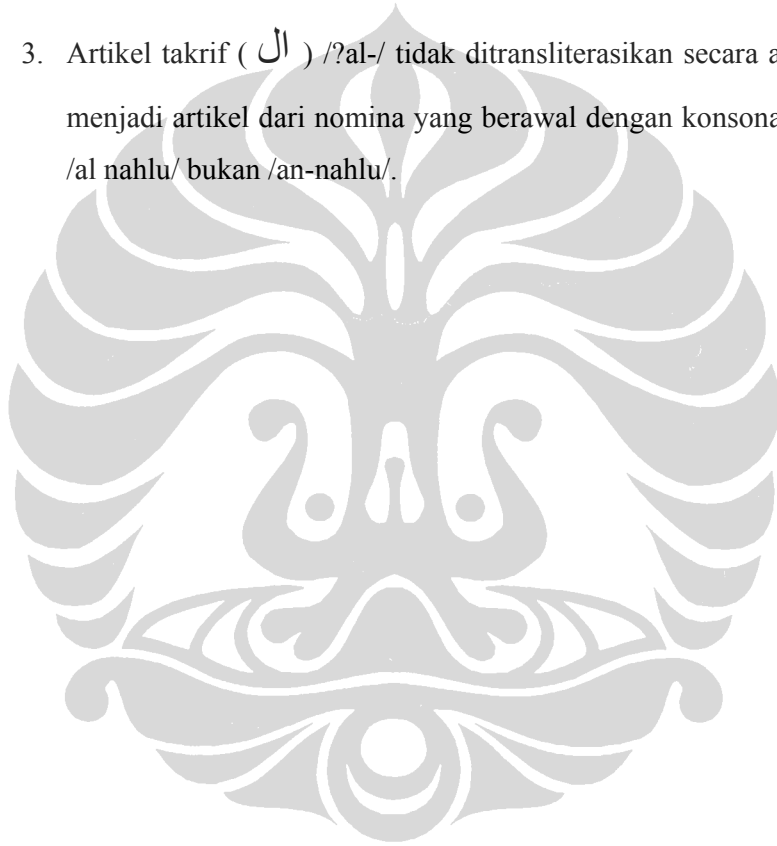 3. Artikel takrif ( ال ) /?al-/ tidak ditransliterasikan secara a
menjadi artikel dari nomina yang berawal dengan konsona
/al nahlu/ bukan /an-nahlu/.